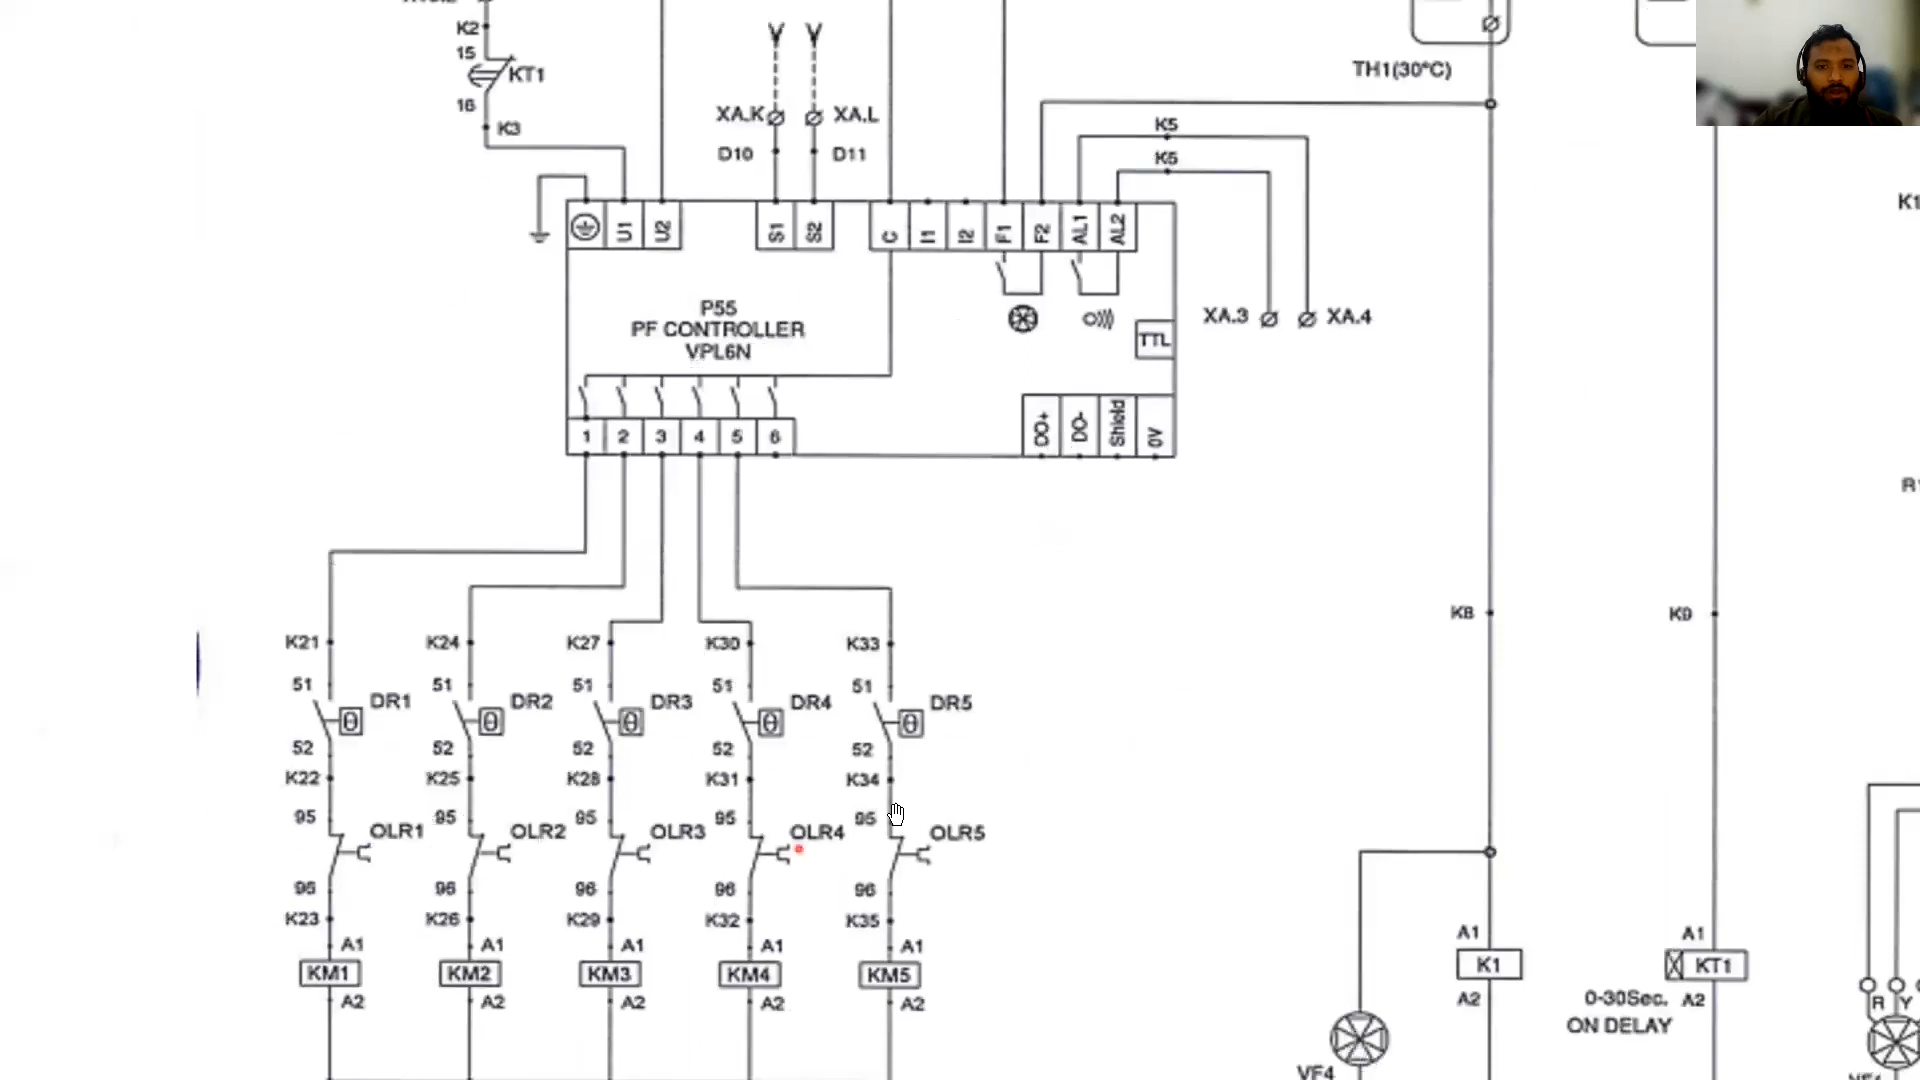 K2
15
KT1
16
K3
XA.K XA.L
D10 D11
TH1(30°C)
K5
K5
U1 U2 S1 S2 C I1 I2 F1 F2 AL1 AL2
P55
PF CONTROLLER
VPL6N
TTL
XA.3 XA.4
1 2 3 4 5 6
DO+ DO- Shield 0V
K8 K9
K21 K24 K27 K30 K33
51 51 51 51 51
DR1 DR2 DR3 DR4 DR5
θ θ θ θ θ
52 52 52 52 52
K22 K25 K28 K31 K34
95 95 95 95 95
OLR1 OLR2 OLR3 OLR4 OLR5
96 96 96 96 96
K23 K26 K29 K32 K35
A1 A1 A1 A1 A1 A1 A1
KM1 KM2 KM3 KM4 KM5 K1 KT1
A2 A2 A2 A2 A2 A2 A2
0-30Sec.
ON DELAY
R Y
VF4